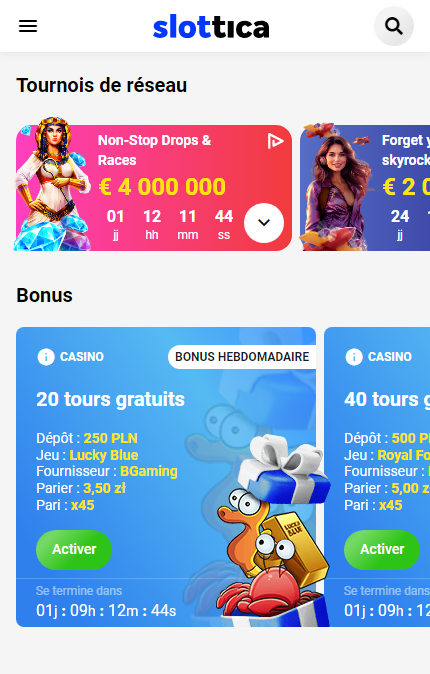 slottica
Tournois de réseau
Non-Stop Drops &
Races
€ 4 000 000
01 12 11 44
jj hh mm ss
Forget
skyrock
€ 2 0
24
jj
Bonus
CASINO
BONUS HEBDOMADAIRE
20 tours gratuits
Dépôt : 250 PLN
Jeu : Lucky Blue
Fournisseur : BGaming
Parier : 3,50 zł
Pari : x45
Activer
Se termine dans
01j : 09h : 12m : 44s
LUCKY
BLUE
CASINO
40 tours g
Dépôt : 500 P
Jeu : Royal Fo
Fournisseur :
Parier : 5,00 z
Pari : x45
Activer
Se termine dans
01j : 09h : 12